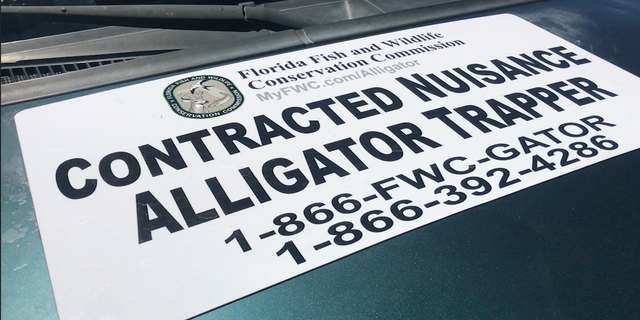 Florida Fish and Wildlife
Conservation Commission
MyFWC.com/Alligator
CONTRACTED NUISANCE
ALLIGATOR TRAPPER
1-866-FWC-GATOR
1-866-392-4286